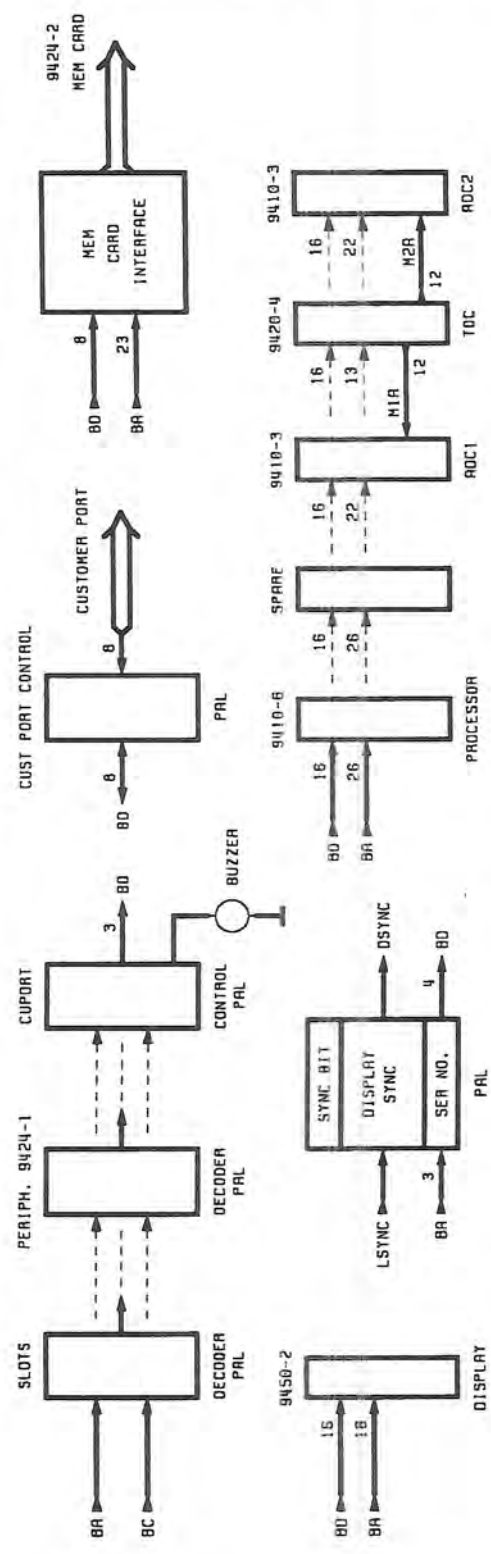 SLOTS
BA
BC
DECODER
PAL
PERIPH. 9424-1
DECODER
PAL
CUPORT
3
BD
CONTROL
PAL
BUZZER
CUST PORT CONTROL
BD
8
PAL
8
CUSTOMER PORT
BD
8
BA
23
MEM
CARD
INTERFACE
9424-2
MEM CARD
9450-2
BD
16
BA
18
DISPLAY
SYNC BIT
DISPLAY
SYNC
SER NO.
LSYNC
BA
3
DSYNC
4
BD
PAL
9410-6
BD
16
BA
26
PROCESSOR
SPARE
16
26
9410-3
16
22
ADC1
9420-4
16
13
M1A
12
TDC
9410-3
16
22
M2A
12
ADC2